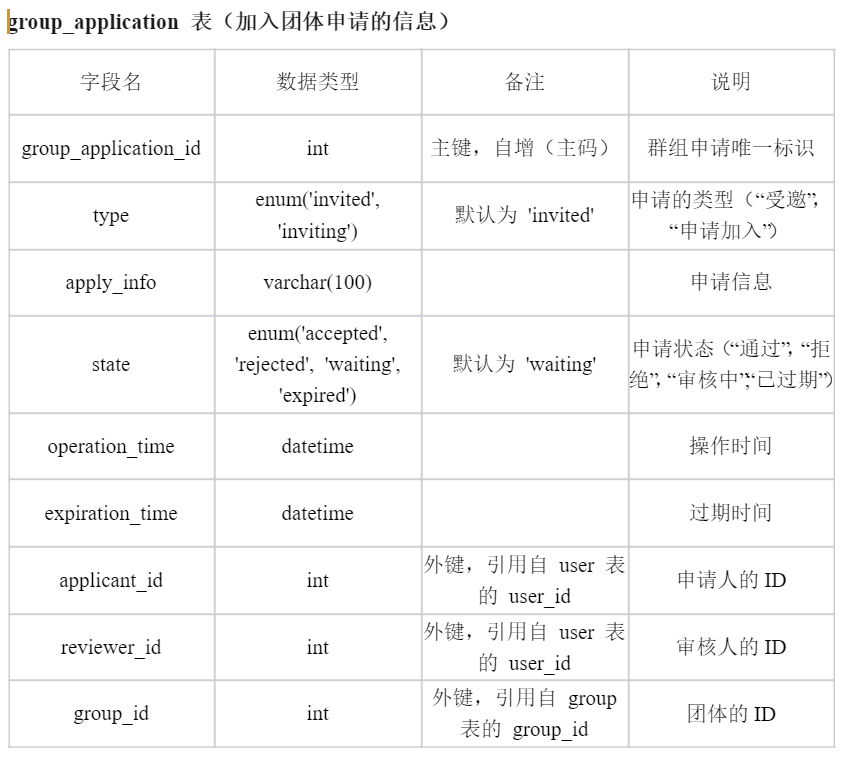 group_application 表（加入团体申请的信息）
字段名 数据类型 备注 说明
group_application_id int 主键，自增（主码） 群组申请唯一标识
type enum('invited', 'inviting') 默认为 'invited' 申请的类型（“受邀”，“申请加入”）
apply_info varchar(100) 申请信息
state enum('accepted', 'rejected', 'waiting', 'expired') 默认为 'waiting' 申请状态（“通过”，“拒绝”，“审核中”，“已过期”）
operation_time datetime 操作时间
expiration_time datetime 过期时间
applicant_id int 外键，引用自 user 表的 user_id 申请人的 ID
reviewer_id int 外键，引用自 user 表的 user_id 审核人的 ID
group_id int 外键，引用自 group 表的 group_id 团体的 ID